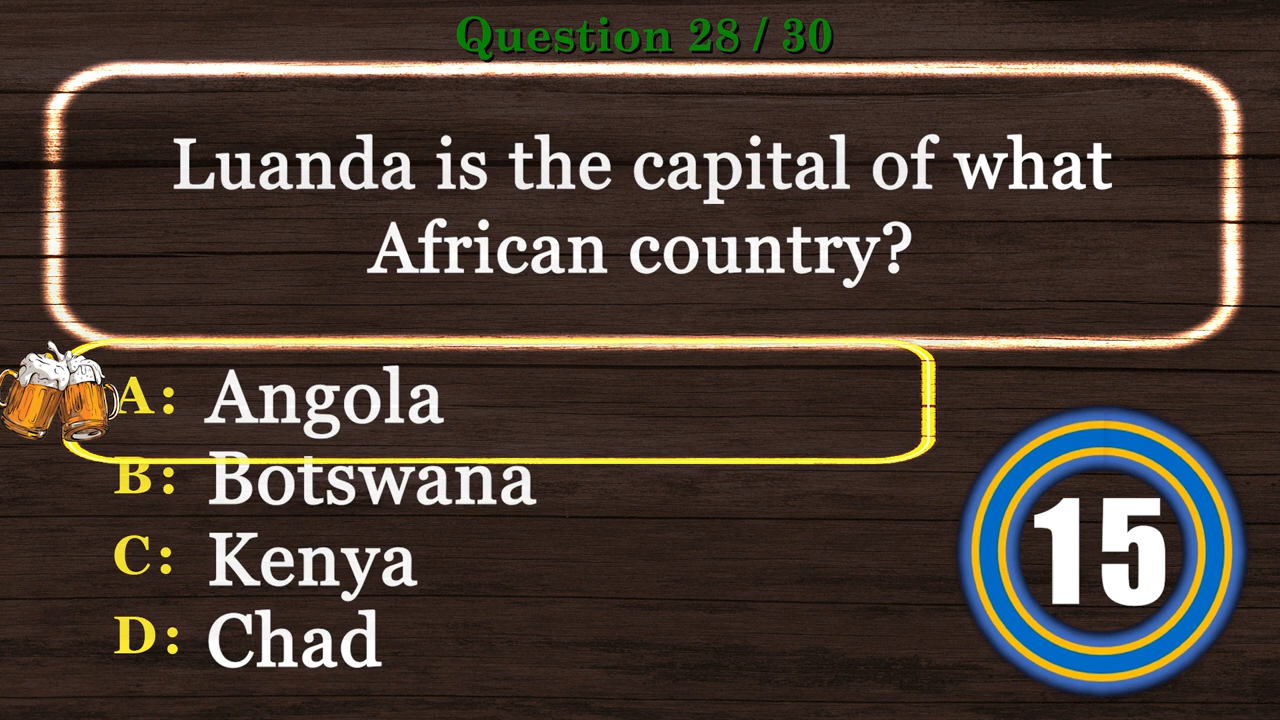 Question 28 / 30
Luanda is the capital of what
African country?
A: Angola
B: Botswana
C: Kenya
D: Chad
15